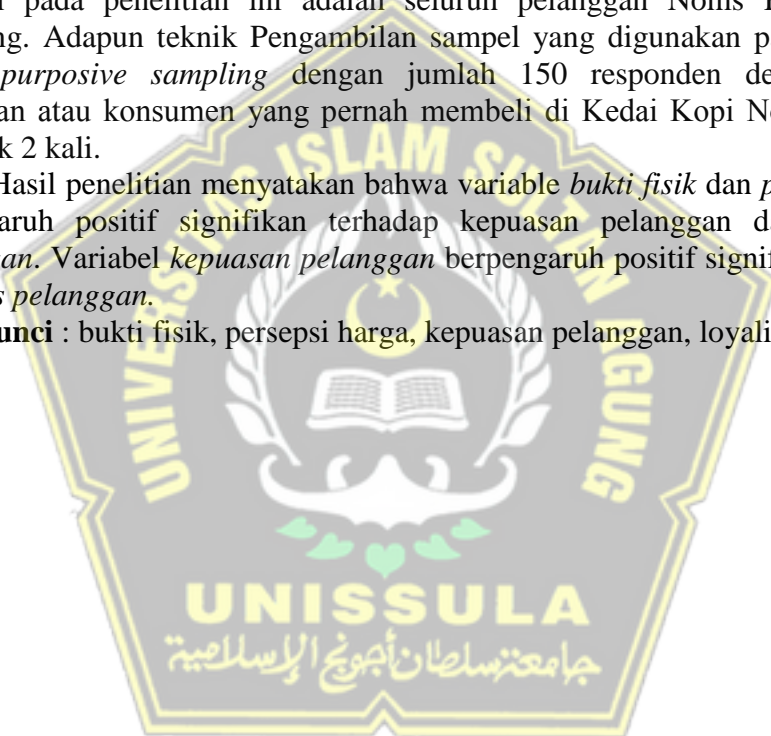 pada penelitian ini adalah seluruh pelanggan Noms
ng. Adapun teknik Pengambilan sampel yang digunakan p
purposive sampling dengan jumlah 150 responden de
an atau konsumen yang pernah membeli di Kedai Kopi No
k 2 kali.
Hasil penelitian menyatakan bahwa variable bukti fisik dan p
aruh positif signifikan terhadap kepuasan pelanggan da
an. Variabel kepuasan pelanggan berpengaruh positif signif
s pelanggan.
unci : bukti fisik, persepsi harga, kepuasan pelanggan, loyali
UNIVERSITAS ISLAM SULTAN AGUNG
UNISSULA
جامعة سلطان أجونج الإسلامية